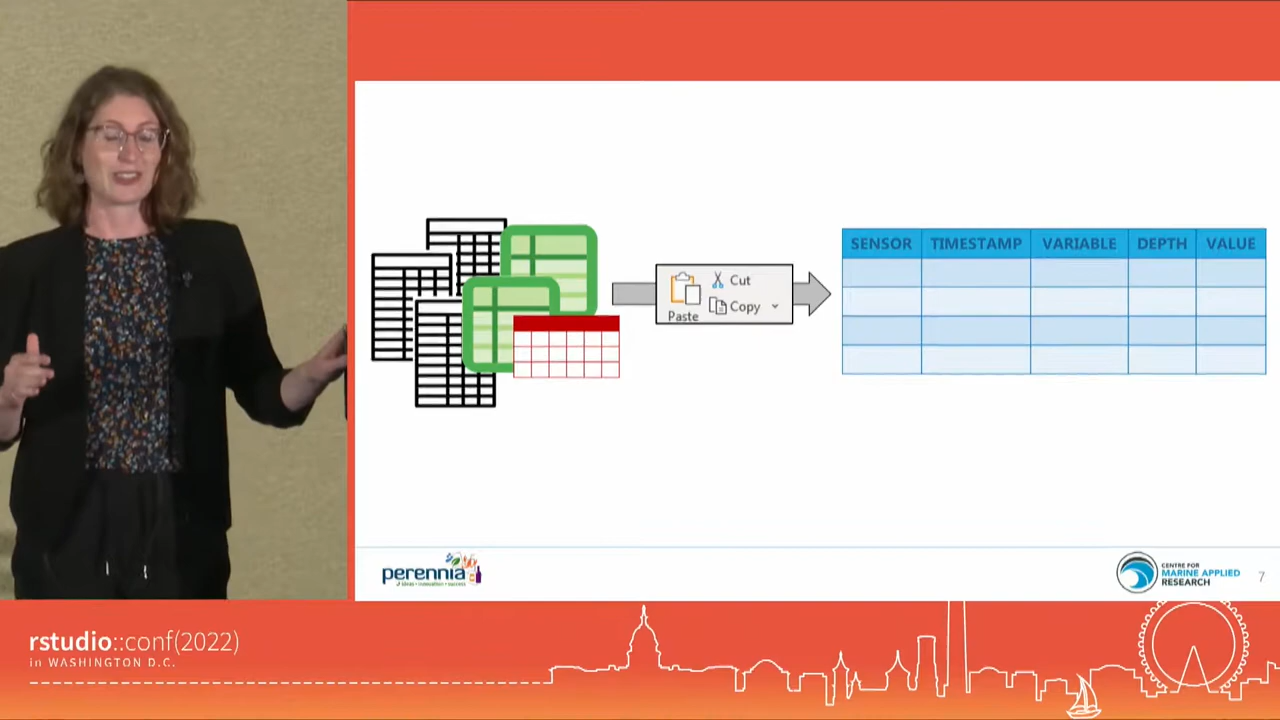 SENSOR TIMESTAMP VARIABLE DEPTH VALUE
Cut
Copy
Paste
perennia
CENTRE FOR
MARINE APPLIED
RESEARCH
7
rstudio::conf(2022)
in WASHINGTON D.C.